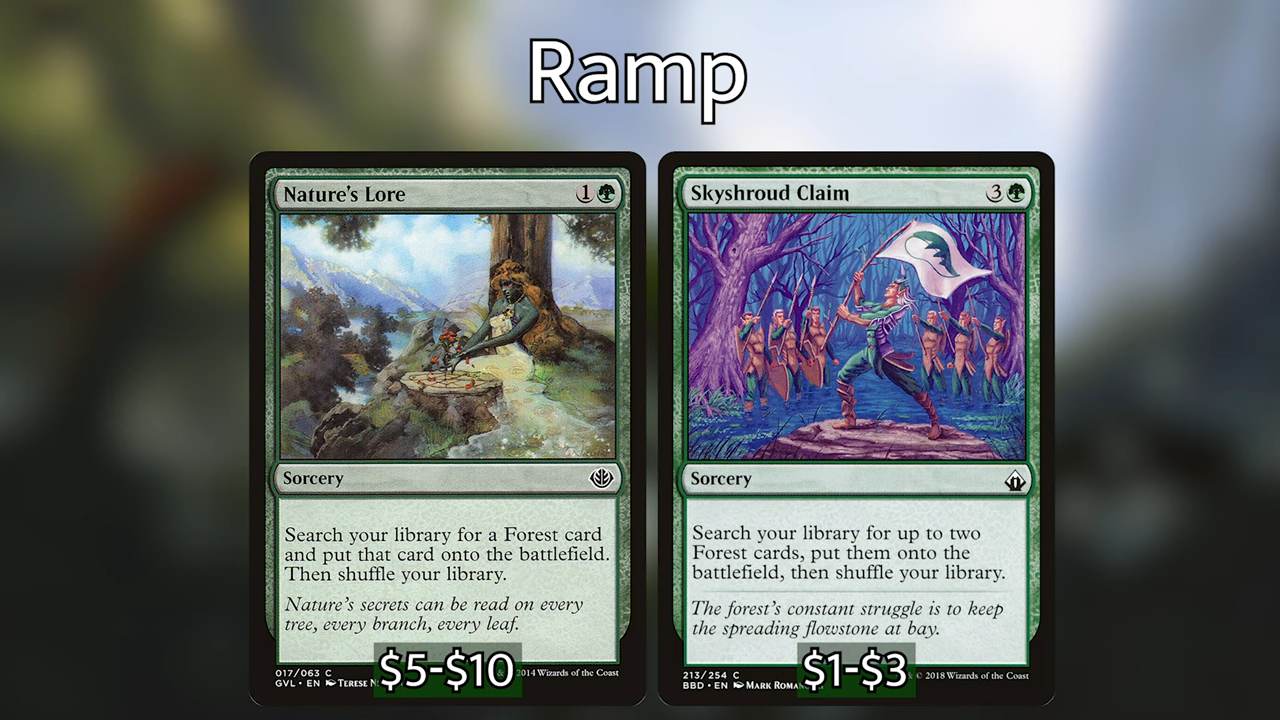 Ramp
Nature's Lore 1
Sorcery
Search your library for a Forest card
and put that card onto the battlefield.
Then shuffle your library.
Nature's secrets can be read on every
tree, every branch, every leaf.
017/063 C
GVL • EN TERESE
2014 Wizards of the Coast
$5-$10
Skyshroud Claim 3
Sorcery
Search your library for up to two
Forest cards, put them onto the
battlefield, then shuffle your library.
The forest's constant struggle is to keep
the spreading flowstone at bay.
213/254 C
BBD • EN MARK
© 2018 Wizards of the Coast
$1-$3